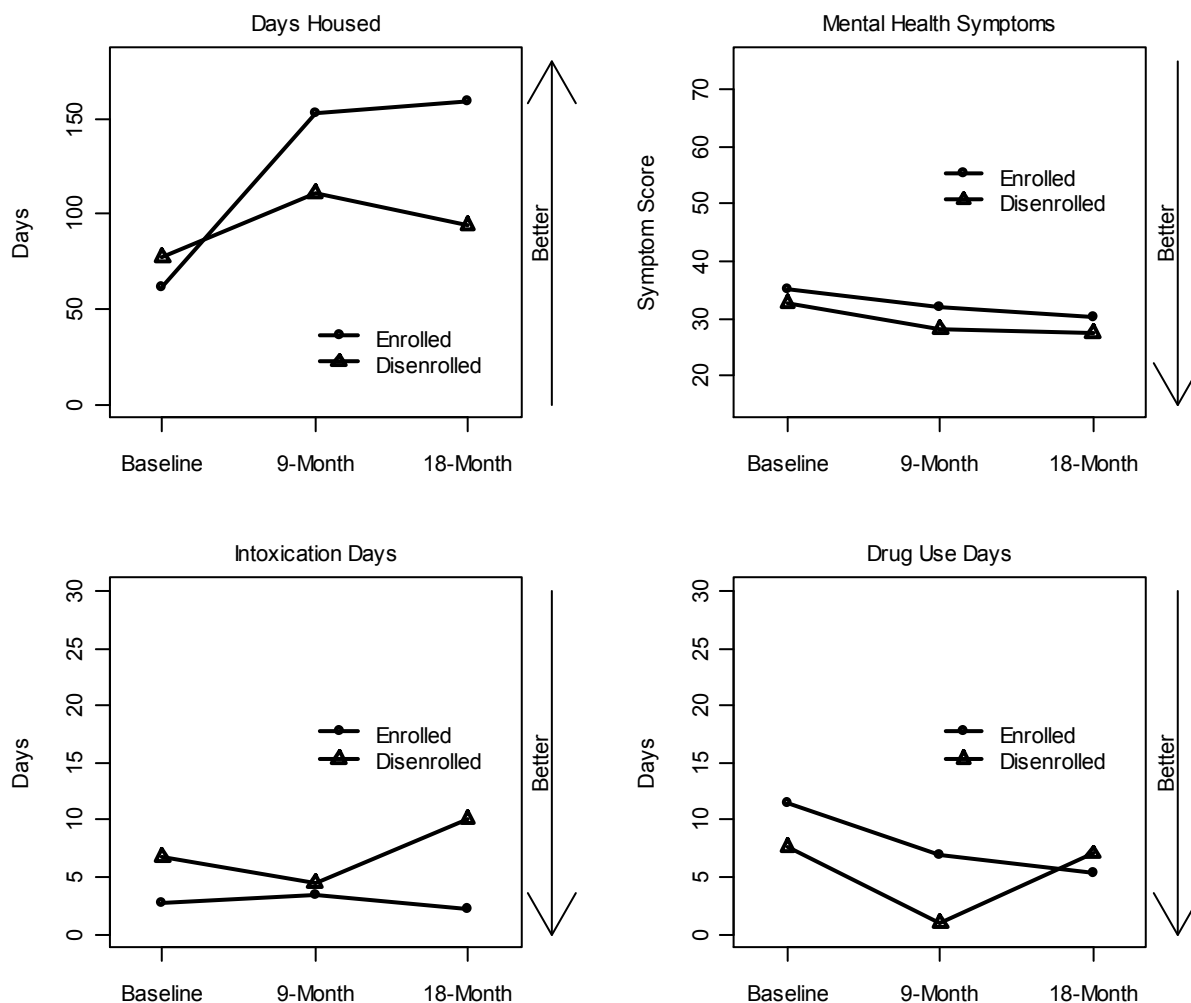 Days Housed
Days
0
50
100
150
Enrolled
Disenrolled
Better
Baseline 9-Month 18-Month
Mental Health Symptoms
Symptom Score
20
30
40
50
60
70
Enrolled
Disenrolled
Better
Baseline 9-Month 18-Month
Intoxication Days
Days
0
5
10
15
20
25
30
Enrolled
Disenrolled
Better
Baseline 9-Month 18-Month
Drug Use Days
Days
0
5
10
15
20
25
30
Enrolled
Disenrolled
Better
Baseline 9-Month 18-Month